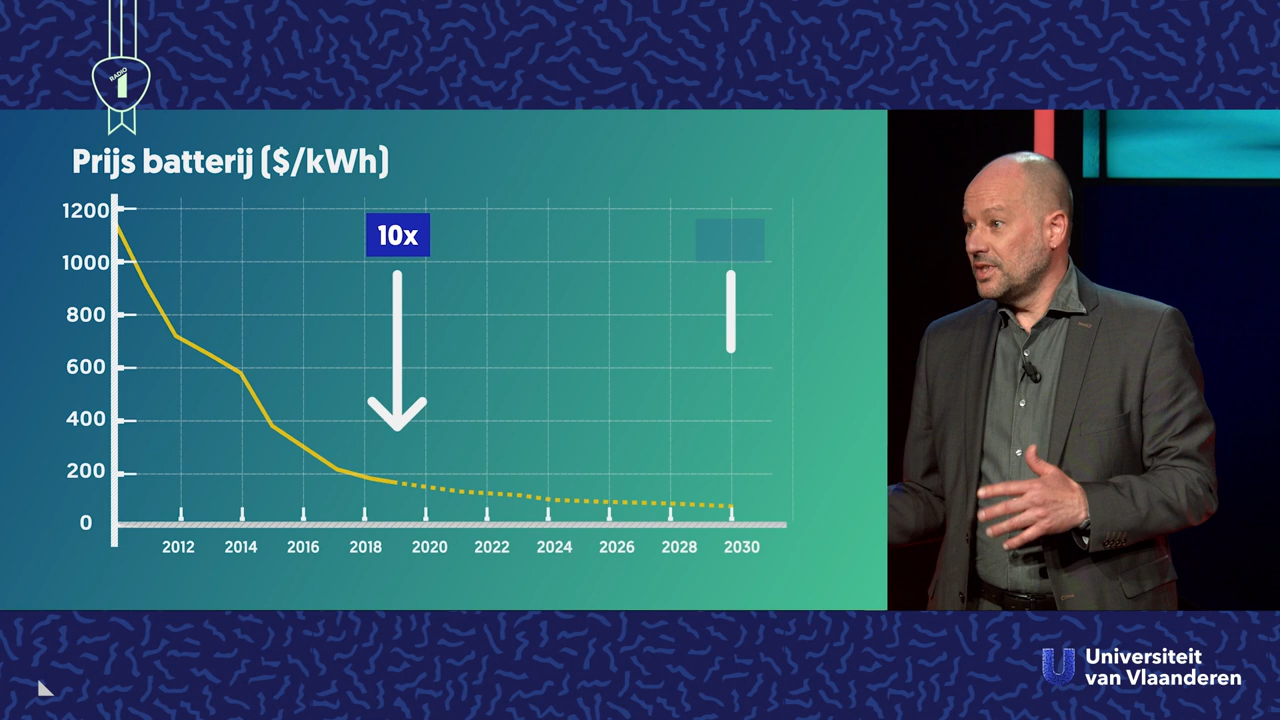 RADIO
1
Prijs batterij ($/kWh)
1200
1000
800
600
400
200
0
10x
2012 2014 2016 2018 2020 2022 2024 2026 2028 2030
Universiteit
van Vlaanderen